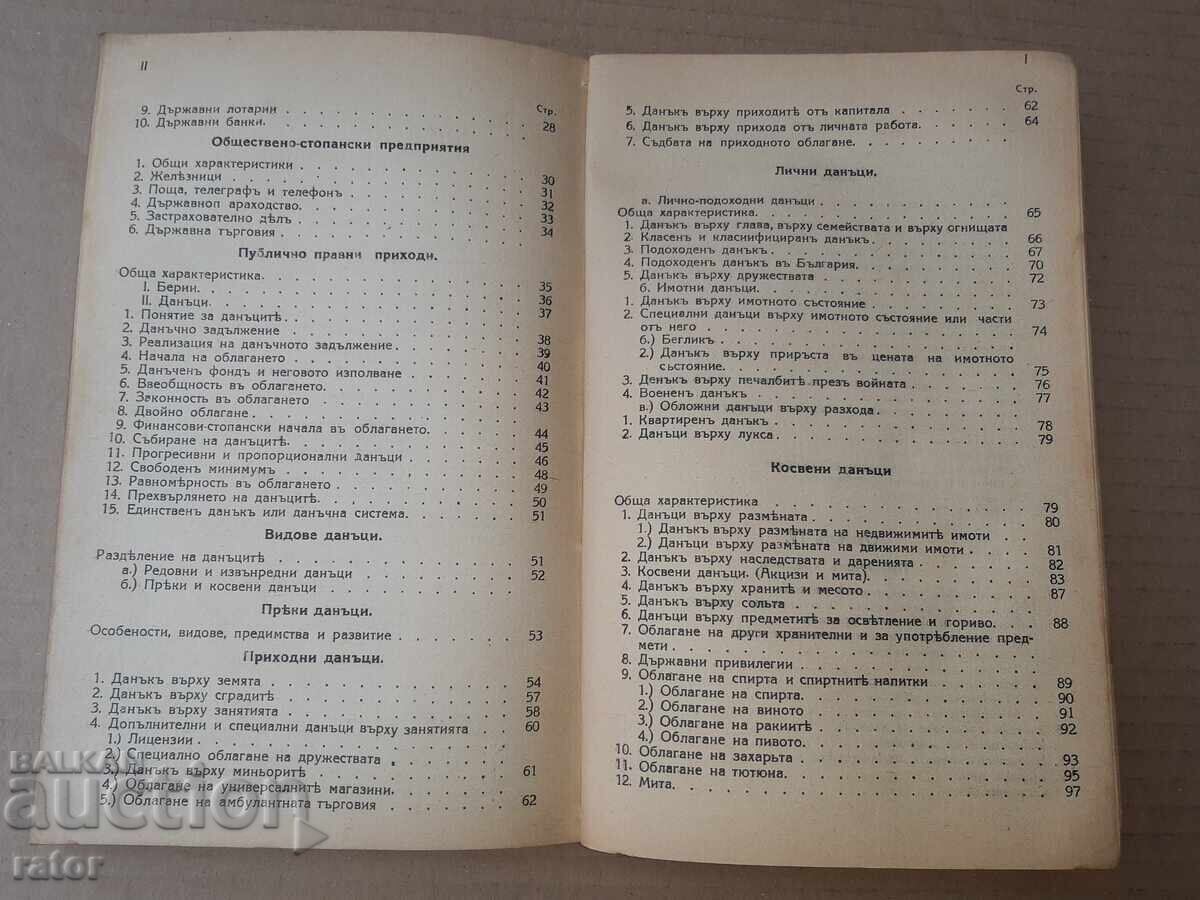 II
Стр.
9. Държавни лотарии
10. Държавни банки. 28
Обществено-стопански предприятия
1. Общи характеристики
2. Желѣзници 30
3. Поща, телеграфъ и телефонъ 31
4. Държавноп араходство. 32
5. Застрахователно дѣлъ 33
6. Държавна търговия 34
Публично правни приходи.
Обща характеристика.
I. Берии. 35
II. Данъци. 36
1. Понятие за данъцитѣ. 37
2. Данъчно задължение
3. Реализация на данъчното задължение. 38
4. Начала на облагането 39
5. Данъченъ фондъ и неговото изполване 40
6. Ввеобщность въ облагането. 41
7. Законность въ облагането 42
8. Двойно облагане 43
9. Финансови-стопански начала въ облагането.
10. Събиране на данъцитѣ. 44
11. Прогресивни и пропорционални данъци 45
12. Свободенъ минимумъ 46
13. Равномѣрность въ облагането 48
14. Прехвърлянето на данъцитѣ. 49
15. Единственъ данъкъ или данъчна система. 50
51
Видове данъци.
Раздѣление на данъцитѣ 51
а.) Редовни и извънредни данъци 52
б.) Прѣки и косвени данъци
Прѣки данъци.
Особености, видове, предимства и развитие 53
Приходни данъци.
1. Данъкъ върху земята 54
2. Данъкъ върху сградитѣ 57
3. Данъкъ върху занятията 58
4. Допълнителни и специални данъци върху занятията 60
1.) Лицензии
2.) Специално облагане на дружествата
3.) Данъкъ върху миньоритѣ 61
4.) Облагане на универсалнитѣ магазини.
5.) Облагане на амбулантната търговия 62
I
Стр.
5. Данъкъ върху приходитѣ отъ капитала 62
6. Данъкъ върху прихода отъ личната работа. 64
7. Съдбата на приходното облагане.
Лични данъци.
а. Лично-подоходни данъци
Обща характеристика. 65
1. Данъкъ върху глава, върху семействата и върху огнищата
2. Класенъ и класиифициранъ данъкъ. 66
3. Подоходенъ данъкъ 67
4. Подоходенъ данъкъ въ България. 70
5. Данъкъ върху дружествата 72
б. Имотни данъци.
1. Данъкъ върху имотното състояние 73
2. Специални данъци върху имотното състояние или части
отъ него 74
б.) Бегликъ
2.) Данъкъ върху прирѣста въ цената на имотното
сьстояние. 75
3. Денъкъ върху печалбитѣ презъ войната 76
4. Воененъ данъкъ 77
в.) Обложни данъци върху разхода.
1. Квартиренъ данъкъ 78
2. Данъци върху лукса 79
Косвени данъци
Обща характеристика 79
1. Данъци върху размѣната 80
1.) Данъкъ върху размѣната на недвижимитѣ имоти
2.) Данъци върху размѣната на движими имоти 81
2. Данъкъ върху наследствата и даренията 82
3. Косвени данъци. (Акцизи и мита). 83
4. Данъкъ върху хранитѣ и месото 87
5. Данъкъ върху сольта
6. Данъци върху предметитѣ за освѣтление и гориво. 88
7. Облагане на други хранителни и за употрѣбление пред-
мети
8. Държавни привилегии
9. Облагане на спирта и спиртнитѣ напитки 89
1.) Облагане на спирта. 90
2.) Облагане на виното 91
3.) Облагане на ракиитѣ 92
4.) Облагане на пивото.
10. Облагане на захарьта 93
11. Облагане на тютюна. 95
12. Мита. 97
BALKAN
auction
rator